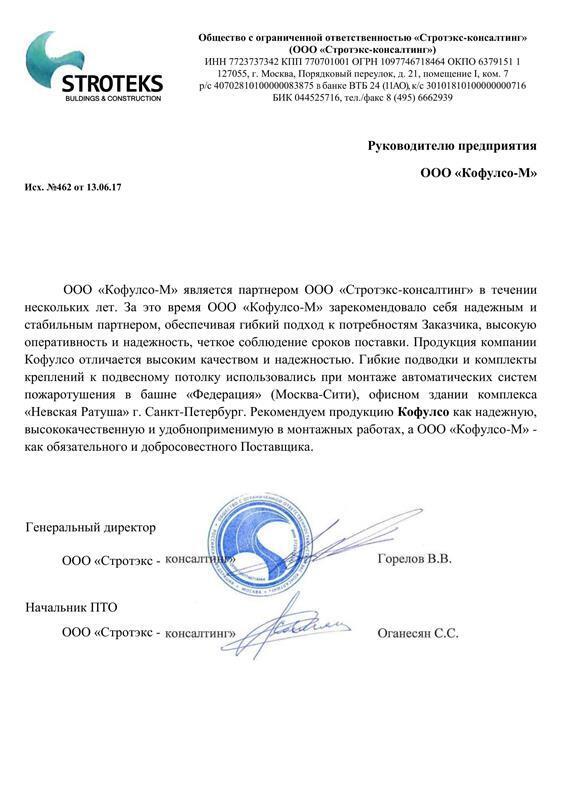 STROTEKS
BULDINGS & CONSTRUCTION
Общество с ограниченной ответственностью «Стротэкс-консалтинг»
(ООО «Стротэкс-консалтинг»)
ИНН 7723737342 КПП 770701001 ОГРН 1097746718464 ОКПО 6379151 1
127055, г. Москва, Порядковый переулок, д. 21, помещение I, ком. 7
р/с 40702810100000083875 в банке ВТБ 24 (ПАО), к/с 30101810100000000716
БИК 044525716, тел./факс 8 (495) 6662939
Руководителю предприятия
ООО «Кофулсо-М»
Исх. №462 от 13.06.17
ООО «Кофулсо-М» является партнером ООО «Стротэкс-консалтинг» в течении
нескольких лет. За это время ООО «Кофулсо-М» зарекомендовало себя надежным и
стабильным партнером, обеспечивая гибкий подход к потребностям Заказчика, высокую
оперативность и надежность, четкое соблюдение сроков поставки. Продукция компании
Кофулсо отличается высоким качеством и надежностью. Гибкие подводки и комплекты
креплений к подвесному потолку использовались при монтаже автоматических систем
пожаротушения в башне «Федерация» (Москва-Сити), офисном здании комплекса
«Невская Ратуша» г. Санкт-Петербург. Рекомендуем продукцию Кофулсо как надежную,
высококачественную и удобноприменимую в монтажных работах, а ООО «Кофулсо-М» -
как обязательного и добросовестного Поставщика.
Генеральный директор
ООО «Стротэкс - консалтинг» Горелов В.В.
Начальник ПТО
ООО «Стротэкс - консалтинг» Оганесян С.С.